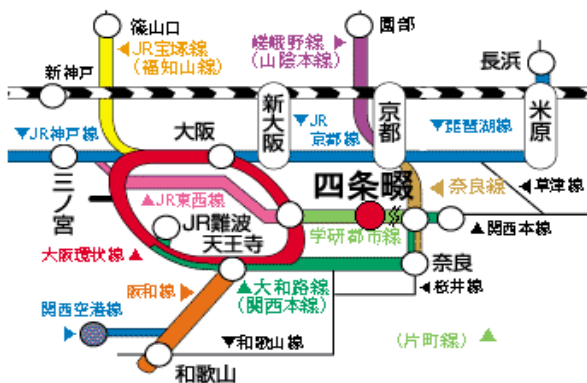 篠山口
嵯峨野線▶
(山陰本線)
園部
◀JR宝塚線
(福知山線)
長浜
新神戸
新大阪
京都
米原
▼JR神戸線
大阪
▼JR
京都線
▼琵琶湖線
三ノ宮
▲JR東西線
四条畷
◀奈良線
◀草津線
JR難波
学研都市線
▲関西本線
天王寺
大阪環状線▲
奈良
阪和線▶
▲大和路線
(関西本線)
◀桜井線
関西空港線
▶
▼和歌山線
(片町線)▲
和歌山